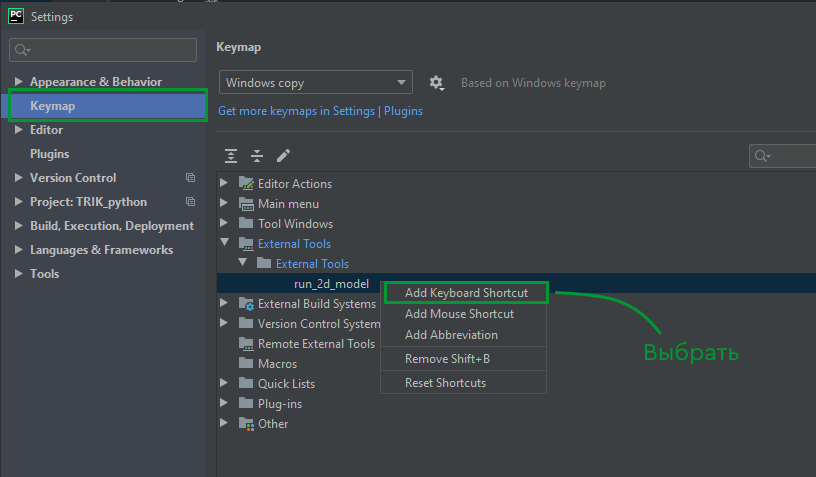 PC Settings
Keymap
Appearance & Behavior
Keymap
Editor
Plugins
Version Control
Project: TRIK_python
Build, Execution, Deployment
Languages & Frameworks
Tools
Windows copy
Based on Windows keymap
Get more keymaps in Settings | Plugins
Editor Actions
Main menu
Tool Windows
External Tools
External Tools
run_2d_model
External Build Systems
Version Control System
Remote External Tools
Macros
Quick Lists
Plug-ins
Other
Add Keyboard Shortcut
Add Mouse Shortcut
Add Abbreviation
Remove Shift+B
Reset Shortcuts
Выбрать